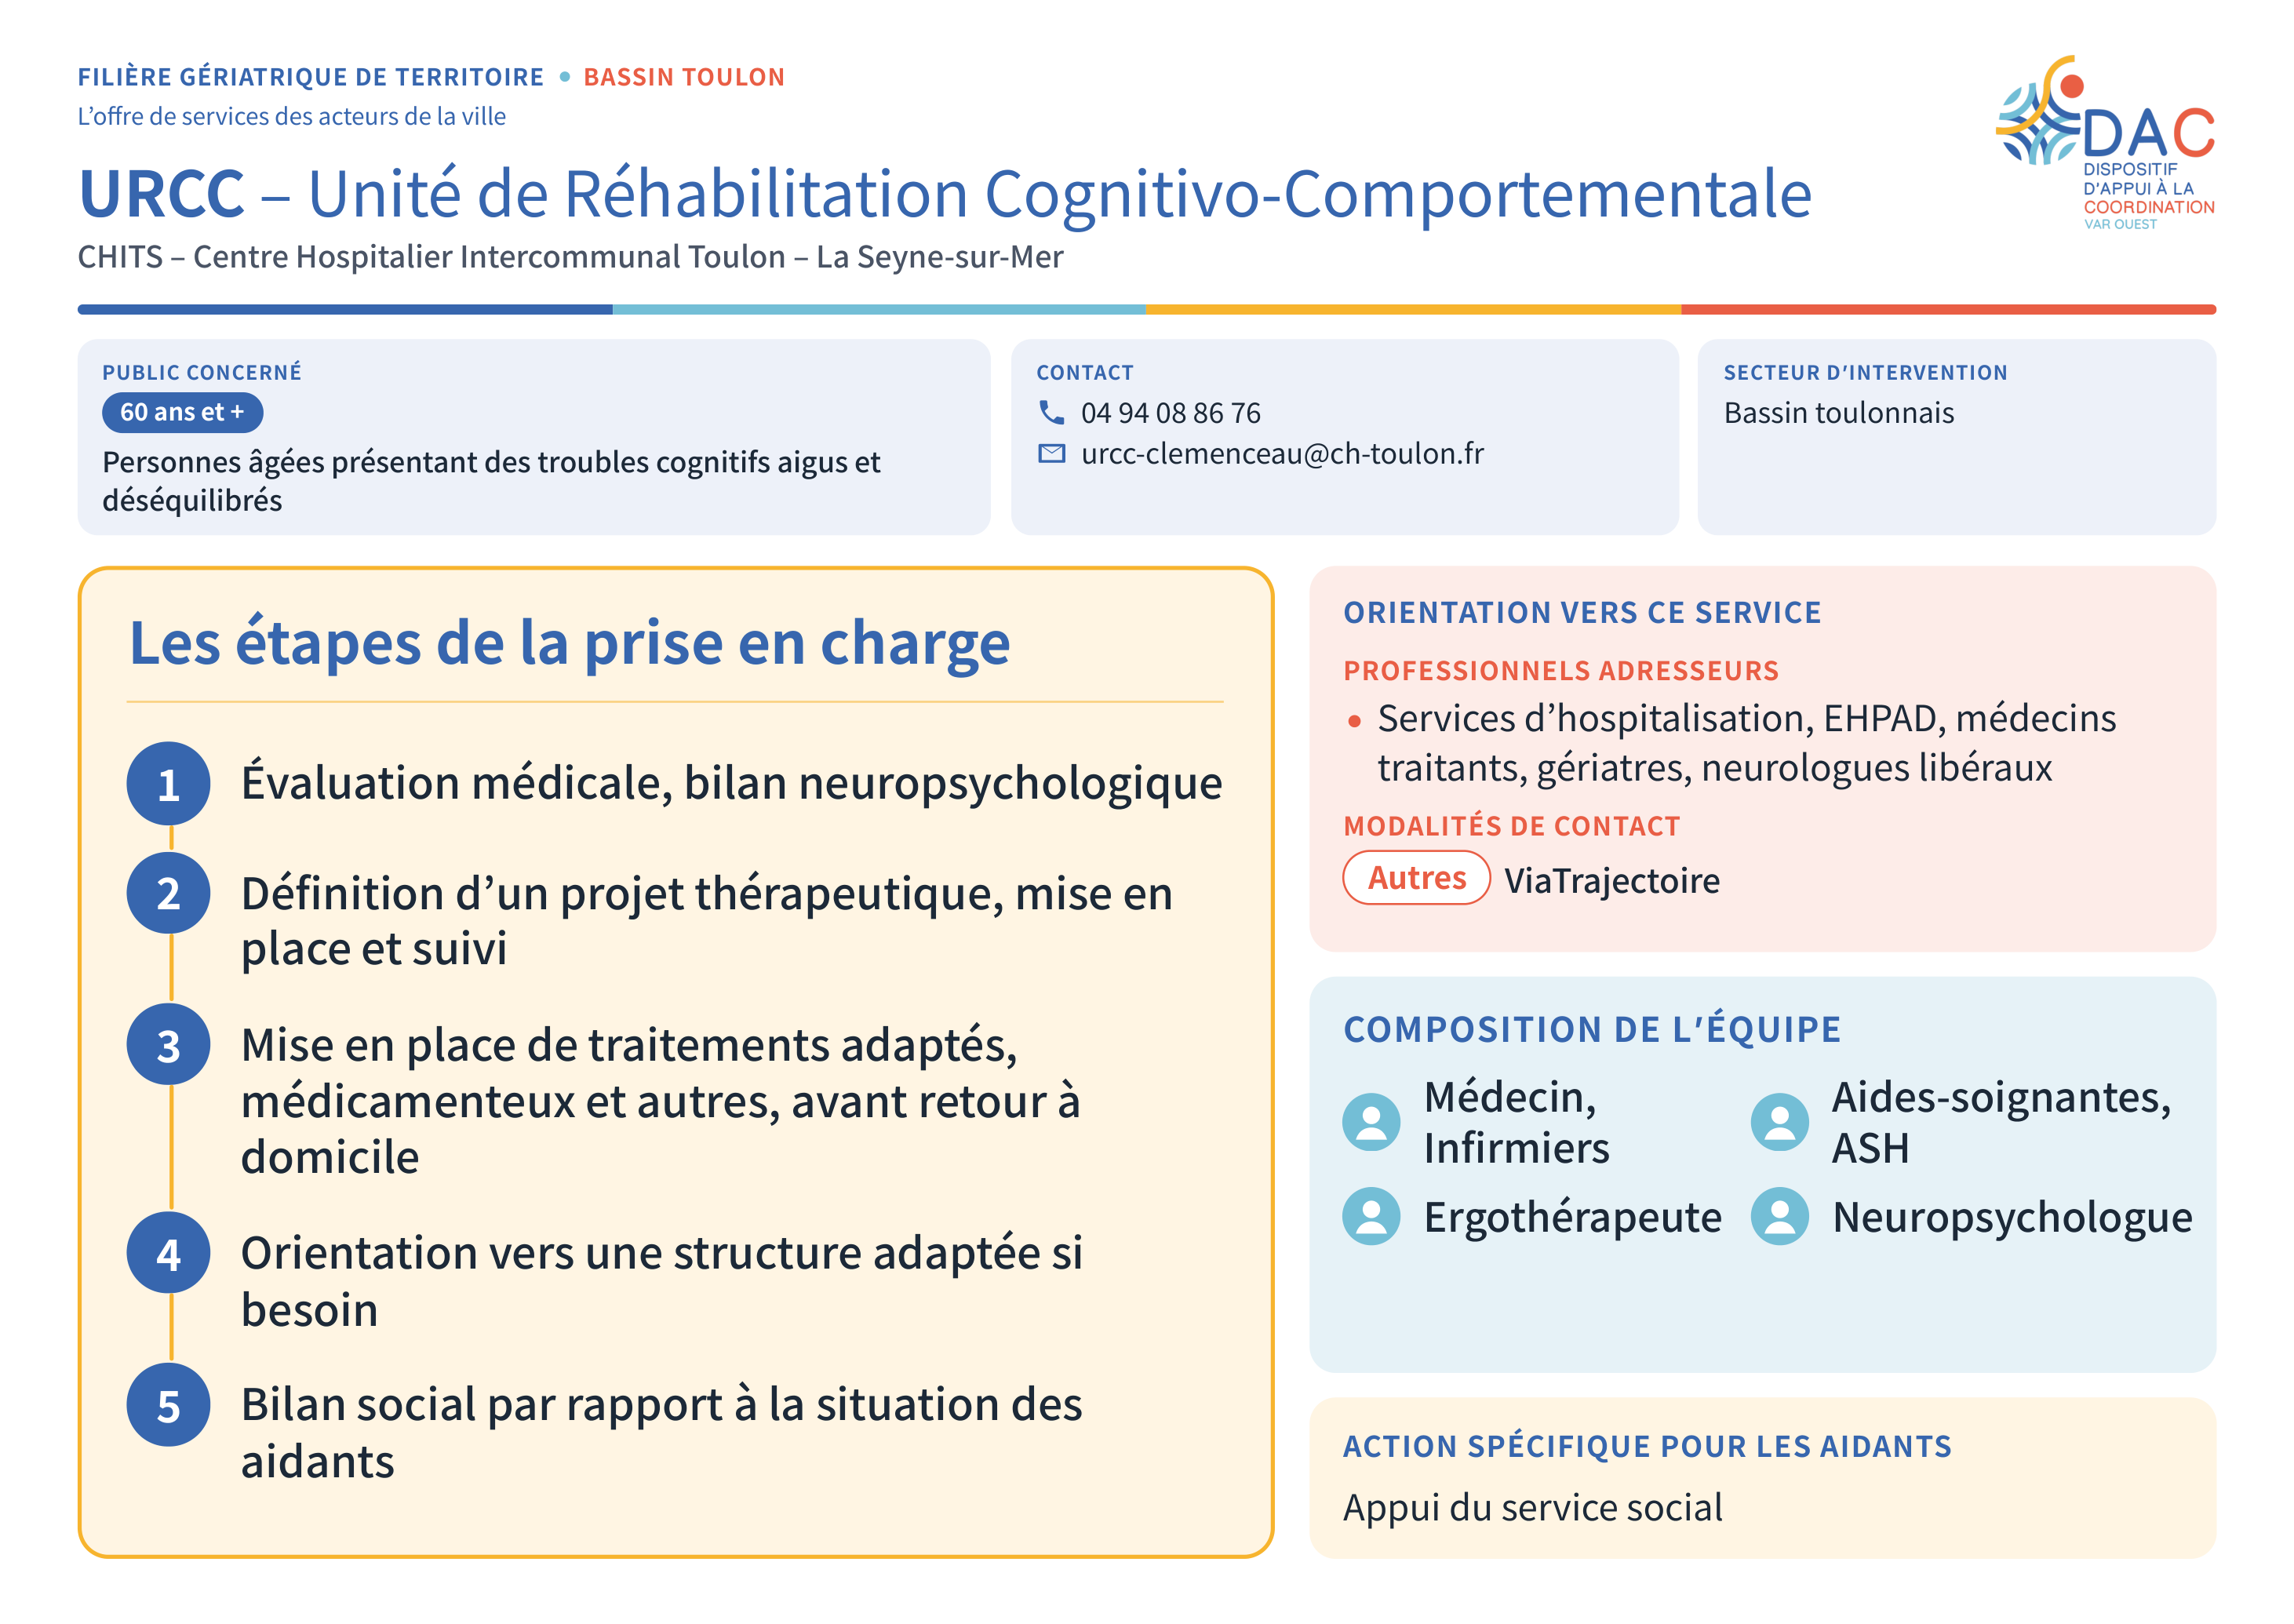 FILIÈRE GÉRIATRIQUE DE TERRITOIRE • BASSIN TOULON
L’offre de services des acteurs de la ville
URCC – Unité de Réhabilitation Cognitivo-Comportementale
CHITS – Centre Hospitalier Intercommunal Toulon – La Seyne-sur-Mer
DAC
DISPOSITIF
D'APPUI À LA
COORDINATION
VAR OUEST
PUBLIC CONCERNÉ
60 ans et +
Personnes âgées présentant des troubles cognitifs aigus et
déséquilibrés
CONTACT
04 94 08 86 76
urcc-clemenceau@ch-toulon.fr
SECTEUR D'INTERVENTION
Bassin toulonnais
Les étapes de la prise en charge
1 Évaluation médicale, bilan neuropsychologique
2 Définition d’un projet thérapeutique, mise en
place et suivi
3 Mise en place de traitements adaptés,
médicamenteux et autres, avant retour à
domicile
4 Orientation vers une structure adaptée si
besoin
5 Bilan social par rapport à la situation des
aidants
ORIENTATION VERS CE SERVICE
PROFESSIONNELS ADRESSEURS
• Services d’hospitalisation, EHPAD, médecins
traitants, gériatres, neurologues libéraux
MODALITÉS DE CONTACT
Autres ViaTrajectoire
COMPOSITION DE L'ÉQUIPE
Médecin,
Infirmiers
Aides-soignantes,
ASH
Ergothérapeute
Neuropsychologue
ACTION SPÉCIFIQUE POUR LES AIDANTS
Appui du service social